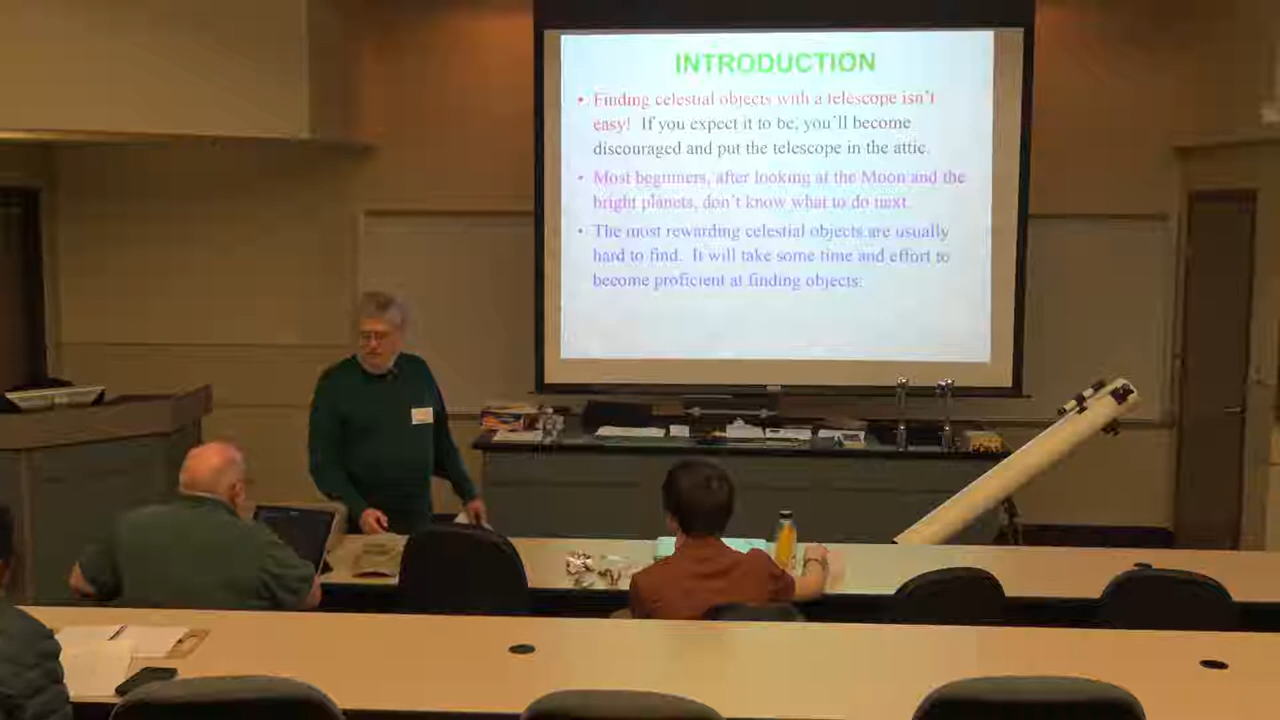 INTRODUCTION
• Finding celestial objects with a telescope isn't
easy! If you expect it to be, you'll become
discouraged and put the telescope in the attic.
• Most beginners, after looking at the Moon and the
bright planets, don't know what to do next.
• The most rewarding celestial objects are usually
hard to find. It will take some time and effort to
become proficient at finding objects.